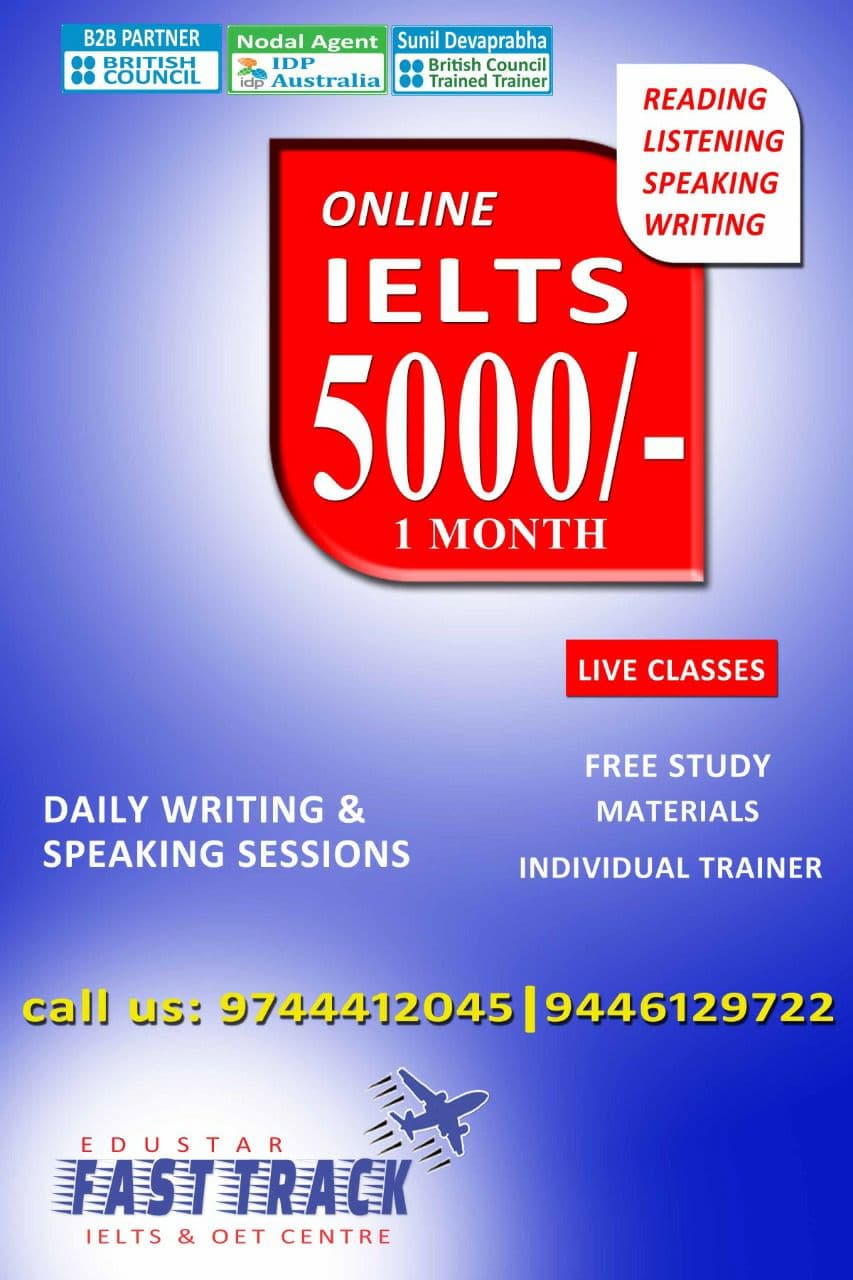 B2B PARTNER
BRITISH
COUNCIL
Nodal Agent
idp
IDP
Australia
Sunil Devaprabha
British Council
Trained Trainer
READING
LISTENING
SPEAKING
WRITING
ONLINE
IELTS
5000/-
1 MONTH
LIVE CLASSES
FREE STUDY
MATERIALS
INDIVIDUAL TRAINER
DAILY WRITING &
SPEAKING SESSIONS
call us: 9744412045|9446129722
EDUSTAR
FAST TRACK
IELTS & OET CENTRE